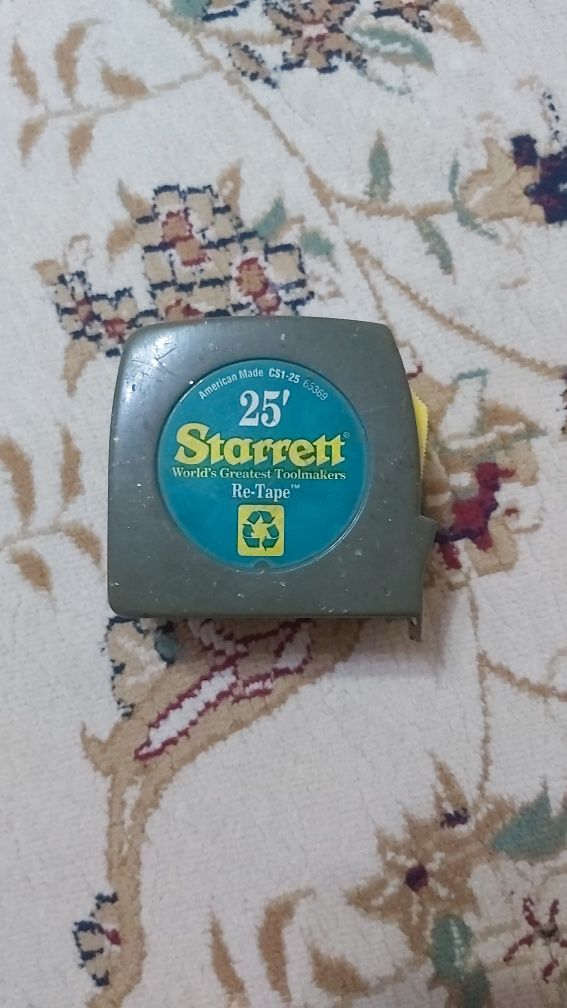 American Made CS1-25 65369
25'
Starrett®
World's Greatest Toolmakers
Re-Tape™